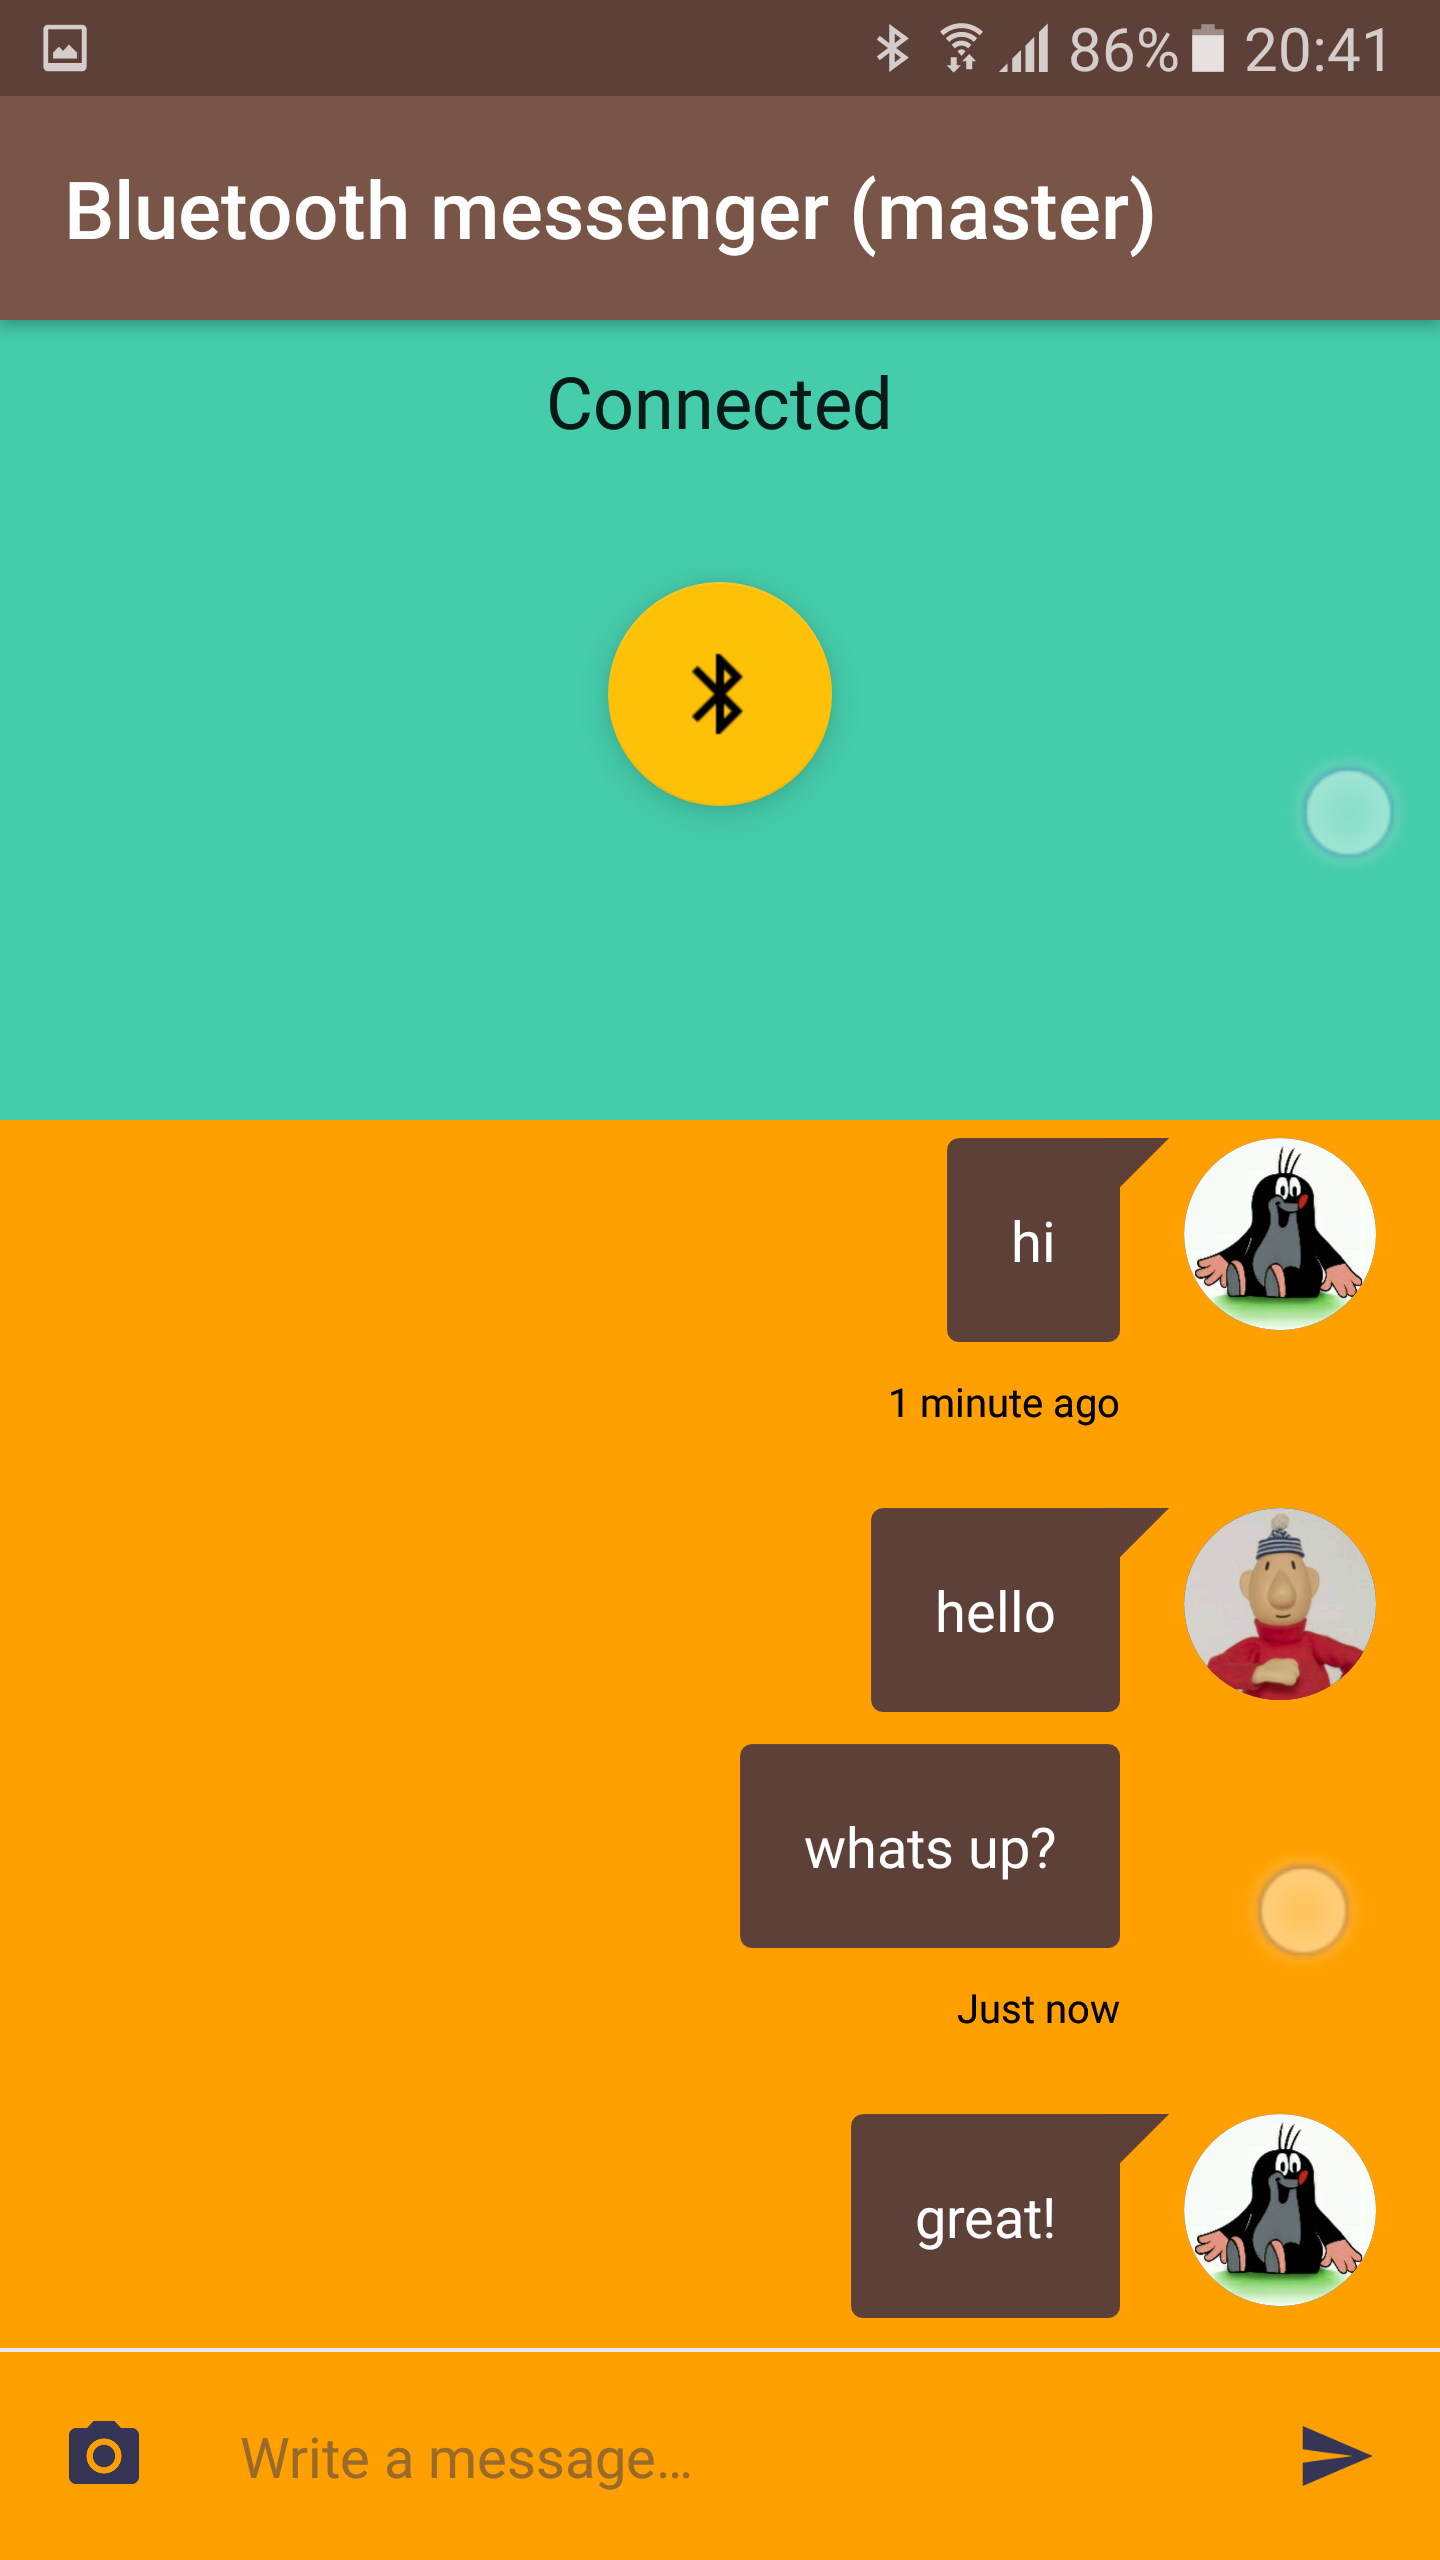 86% 20:41
Bluetooth messenger (master)
Connected
hi
1 minute ago
hello
whats up?
Just now
great!
Write a message...